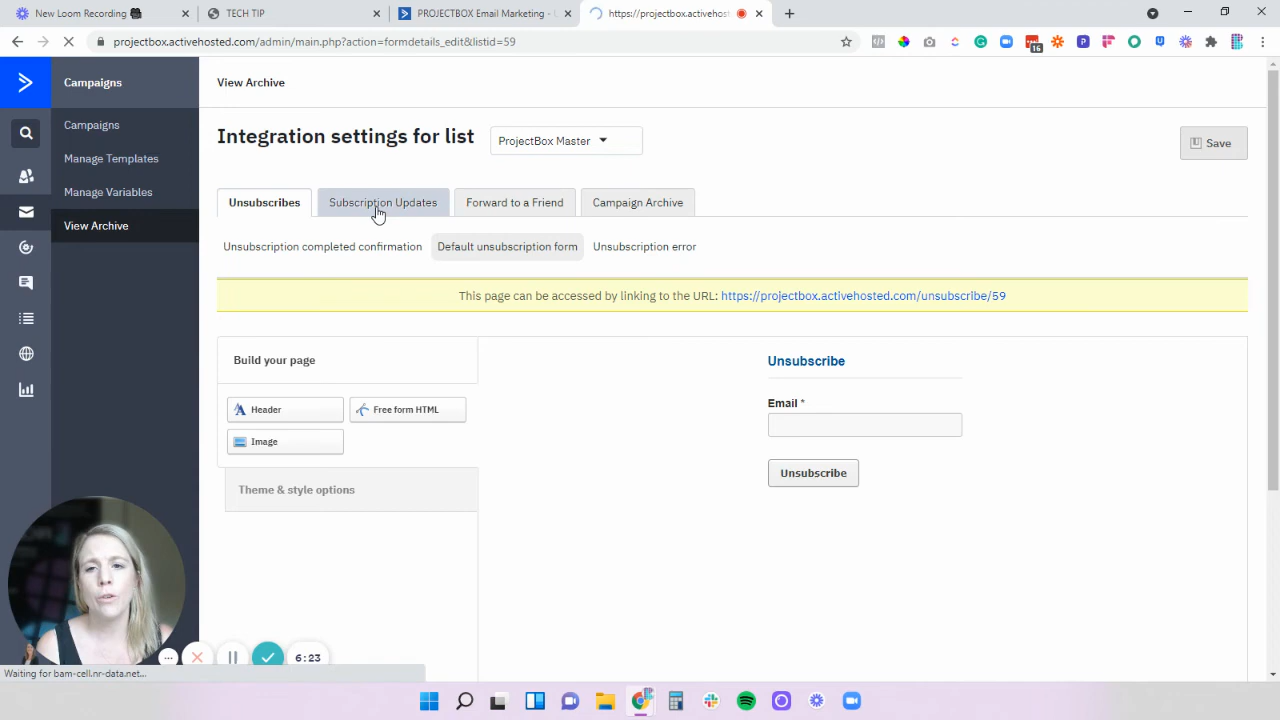 New Loom Recording
TECH TIP
PROJECTBOX Email Marketing - L
https://projectbox.activehosted
projectbox.activehosted.com/admin/main.php?action=formdetails_edit&listid=59
16
Campaigns
View Archive
Campaigns
Manage Templates
Manage Variables
View Archive
Integration settings for list
ProjectBox Master
Save
Unsubscribes
Subscription Updates
Forward to a Friend
Campaign Archive
Unsubscription completed confirmation
Default unsubscription form
Unsubscription error
This page can be accessed by linking to the URL: https://projectbox.activehosted.com/unsubscribe/59
Build your page
Header
Free form HTML
Image
Theme & style options
Unsubscribe
Email *
Unsubscribe
6:23
Waiting for bam-cell.nr-data.net...